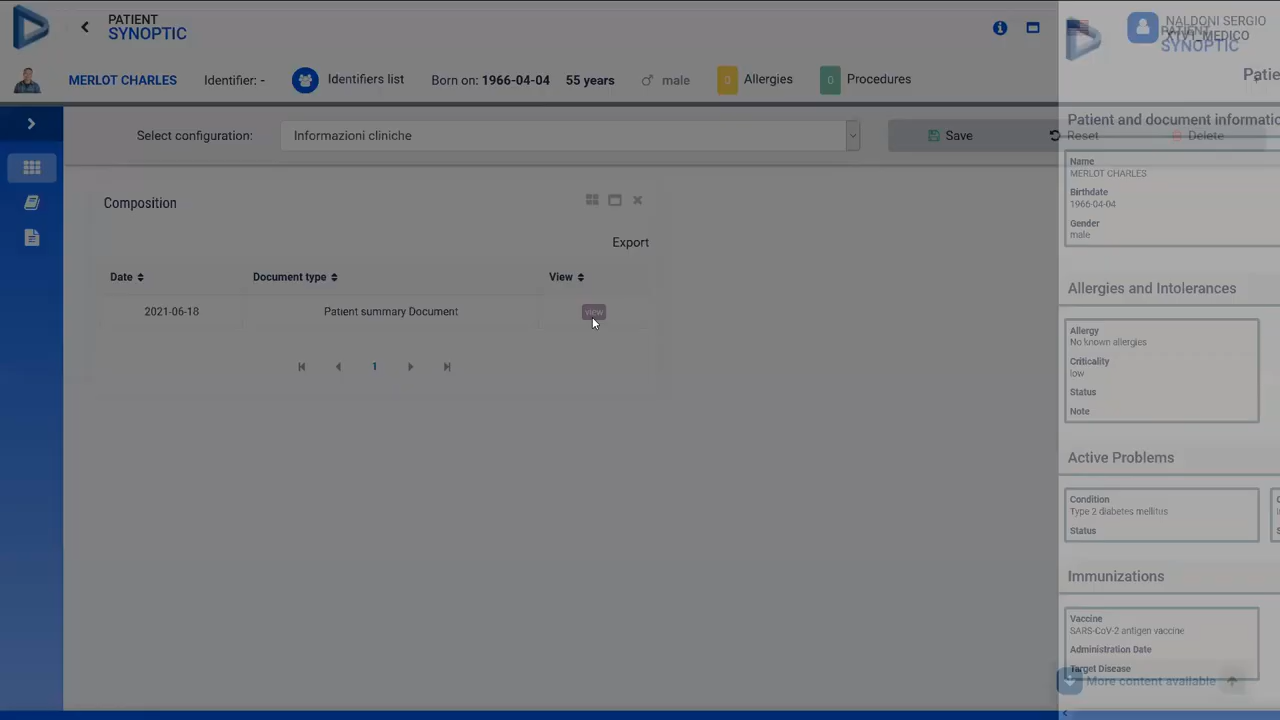 PATIENT
SYNOPTIC
MERLOT CHARLES
Identifier: -
Identifiers list
Born on: 1966-04-04
55 years
male
0
Allergies
0
Procedures
Select configuration:
Informazioni cliniche
Save
Reset
Delete
Composition
Export
Date
Document type
View
2021-06-18
Patient summary Document
view
1
NALDONI SERGIO
PATIENT
SYNOPTIC
Patie
Patient and document informatio
Name
MERLOT CHARLES
Birthdate
1966-04-04
Gender
male
Allergies and Intolerances
Allergy
No known allergies
Criticality
low
Status
Note
Active Problems
Condition
Type 2 diabetes mellitus
Status
Immunizations
Vaccine
SARS-CoV-2 antigen vaccine
Administration Date
Target Disease
More content available